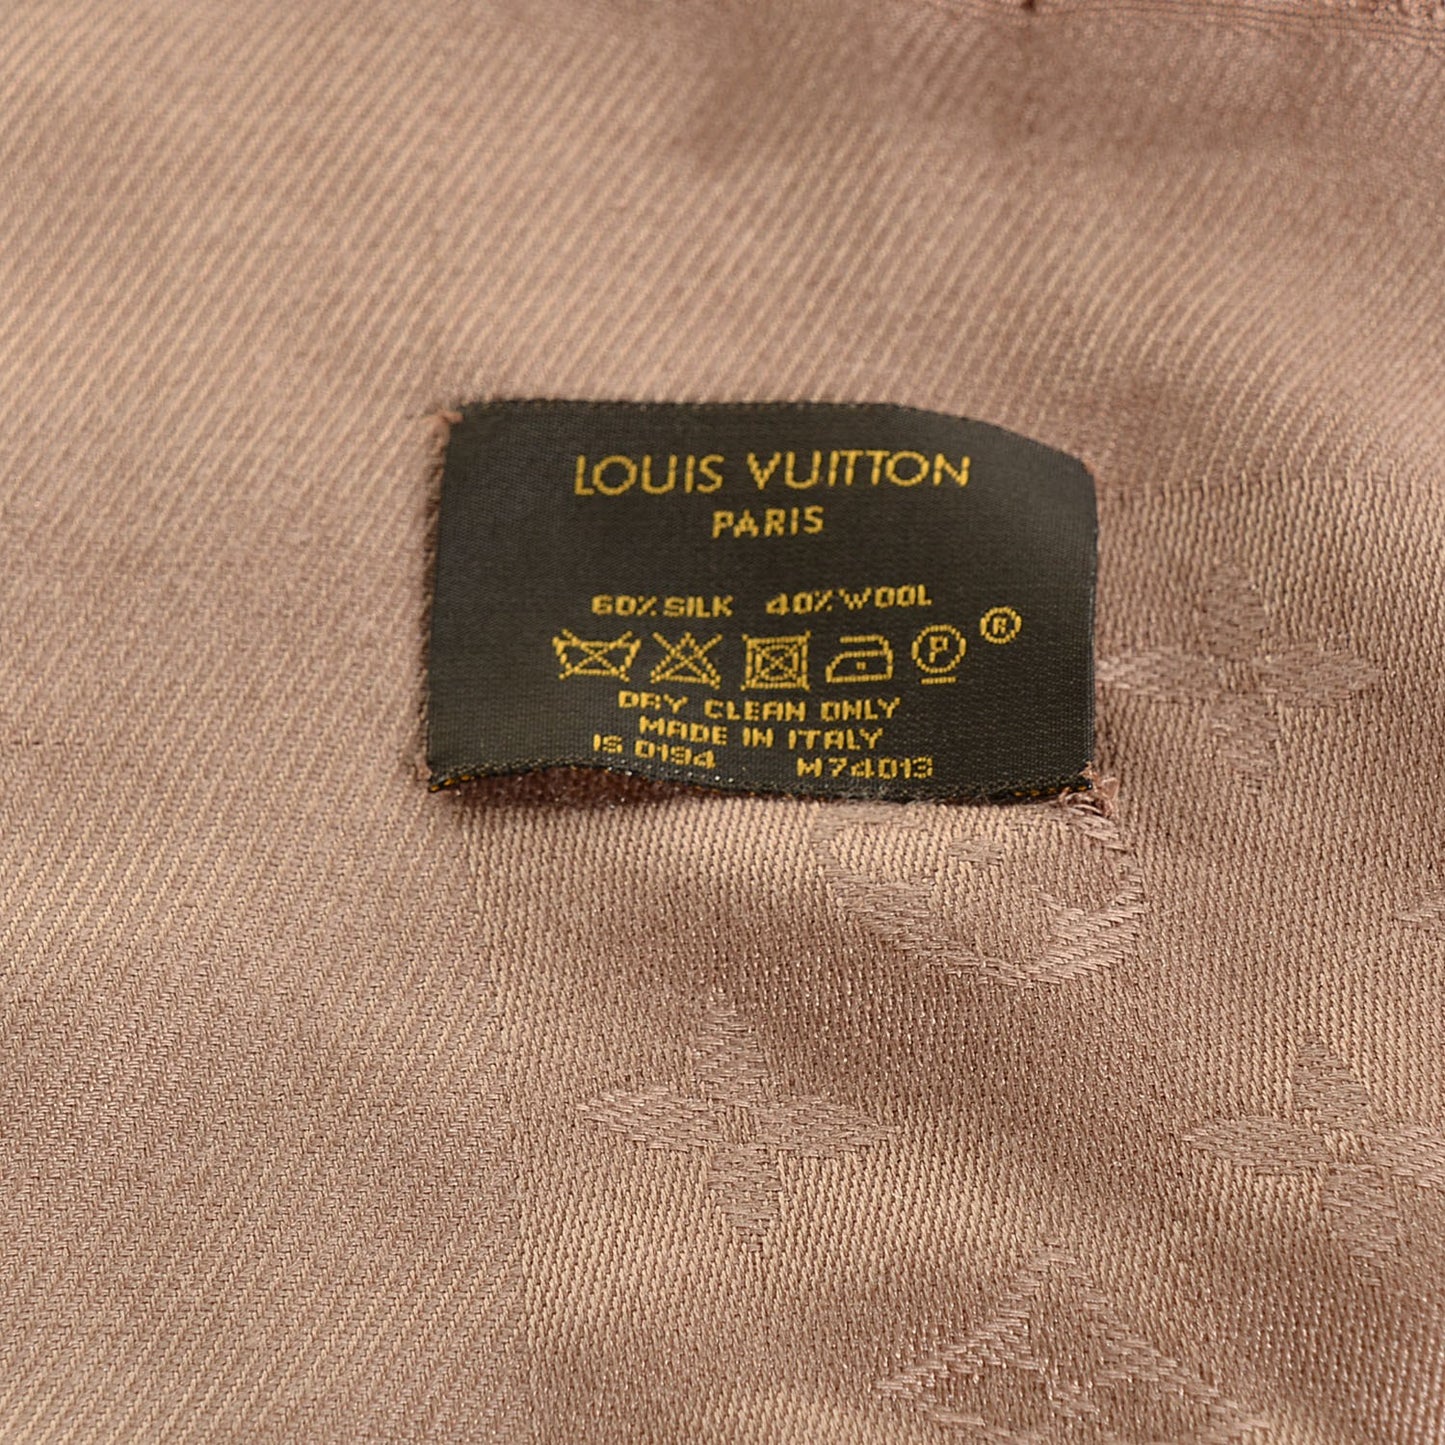 LOUIS VUITTON
PARIS
60% SILK 40% WOOL
P ®
DRY CLEAN ONLY
MADE IN ITALY
IS 0194 M74013